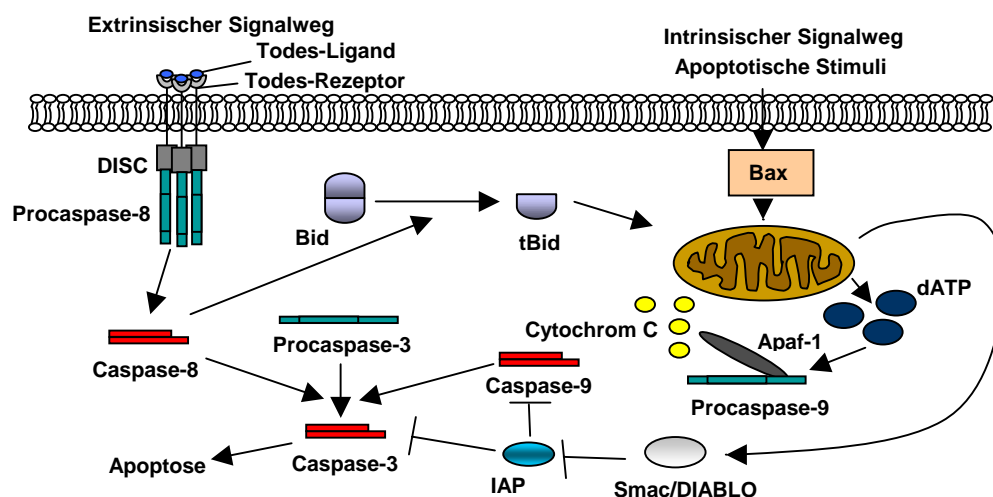 Extrinsischer Signalweg
Todes-Ligand
Todes-Rezeptor
Intrinsischer Signalweg
Apoptotische Stimuli
DISC
Procaspase-8
Bid
tBid
Bax
dATP
Cytochrom C
Apaf-1
Procaspase-3
Caspase-8
Caspase-9
Procaspase-9
Apoptose
Caspase-3
IAP
Smac/DIABLO